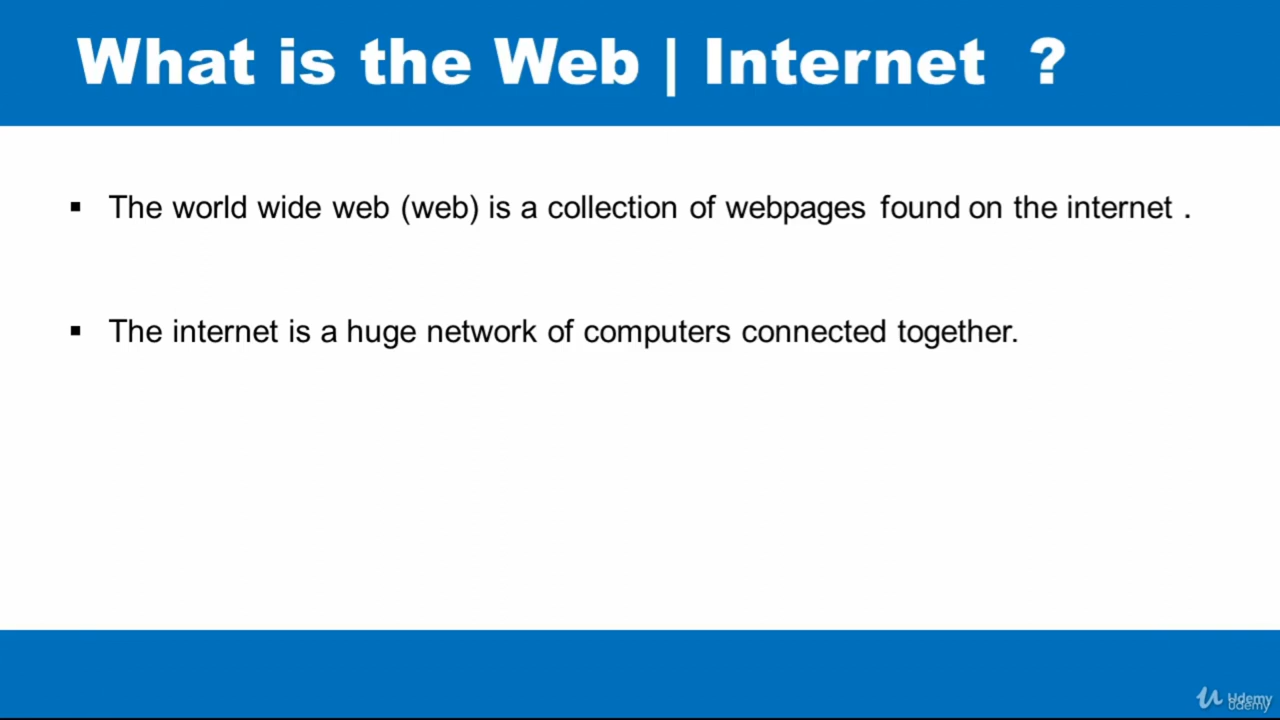 What is the Web | Internet ?
▪ The world wide web (web) is a collection of webpages found on the internet .
▪ The internet is a huge network of computers connected together.
Udemy
Udemy